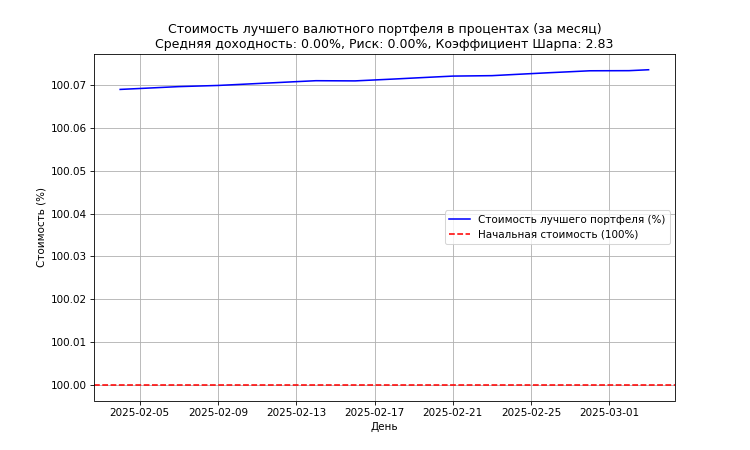 Стоимость лучшего валютного портфеля в процентах (за месяц)
Средняя доходность: 0.00%, Риск: 0.00%, Коэффициент Шарпа: 2.83
Стоимость (%)
100.07
100.06
100.05
100.04
100.03
100.02
100.01
100.00
Стоимость лучшего портфеля (%)
Начальная стоимость (100%)
2025-02-05 2025-02-09 2025-02-13 2025-02-17 2025-02-21 2025-02-25 2025-03-01
День